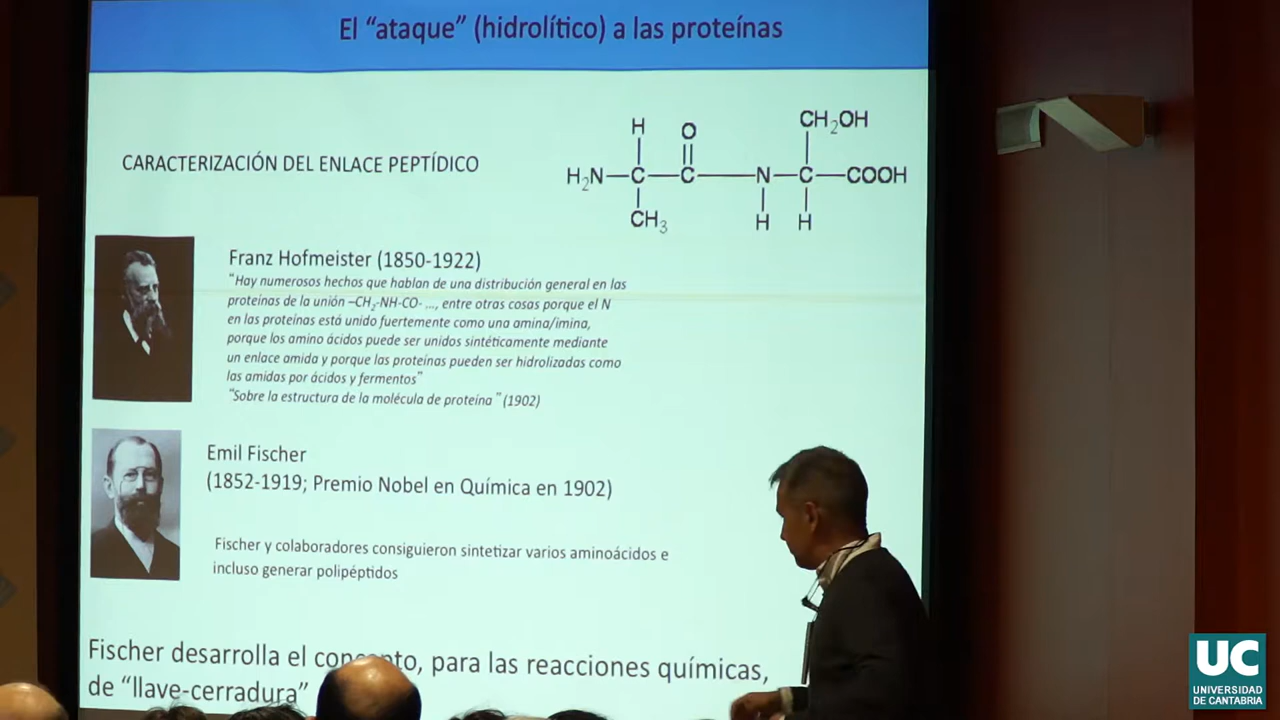 El “ataque” (hidrolítico) a las proteínas
CARACTERIZACIÓN DEL ENLACE PEPTÍDICO
H O CH₂OH
H₂N—C—C——N—C—COOH
CH₃ H H
Franz Hofmeister (1850-1922)
“Hay numerosos hechos que hablan de una distribución general en las
proteínas de la unión –CH₂-NH-CO- ..., entre otras cosas porque el N
en las proteínas está unido fuertemente como una amina/imina,
porque los amino ácidos puede ser unidos sintéticamente mediante
un enlace amida y porque las proteínas pueden ser hidrolizadas como
las amidas por ácidos y fermentos”
“Sobre la estructura de la molécula de proteína ” (1902)
Emil Fischer
(1852-1919; Premio Nobel en Química en 1902)
Fischer y colaboradores consiguieron sintetizar varios aminoácidos e
incluso generar polipéptidos
Fischer desarrolla el concepto, para las reacciones químicas,
de “llave-cerradura”
UC
UNIVERSIDAD
DE CANTABRIA